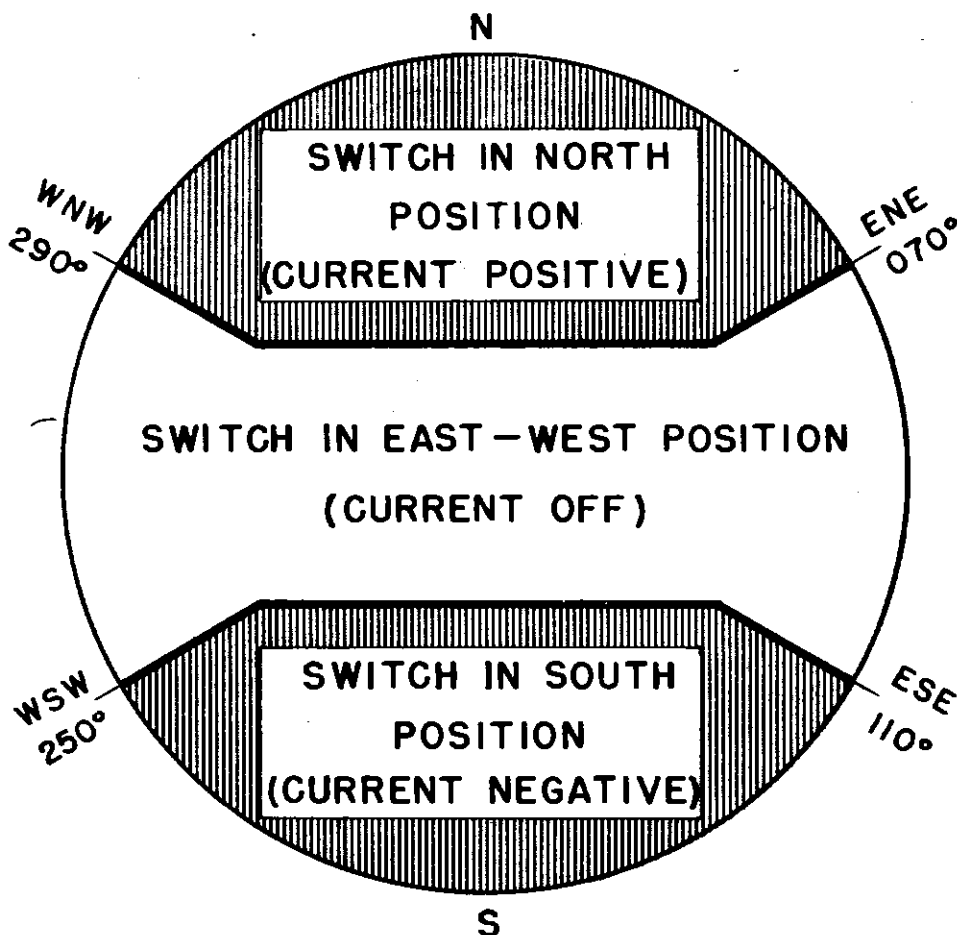 N
SWITCH IN NORTH
POSITION
(CURRENT POSITIVE)
WNW
290°
ENE
070°
SWITCH IN EAST—WEST POSITION
(CURRENT OFF)
WSW
250°
ESE
110°
SWITCH IN SOUTH
POSITION
(CURRENT NEGATIVE)
S